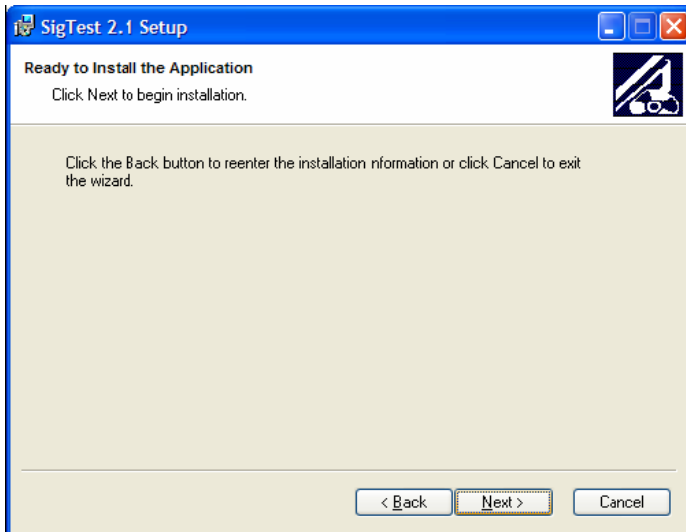 SigTest 2.1 Setup
Ready to Install the Application
Click Next to begin installation.
Click the Back button to reenter the installation nformation or click Cancel to exit
the wizard.
< Back
Next >
Cancel